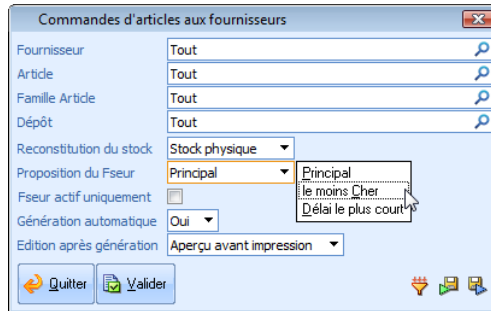 Commandes d'articles aux fournisseurs
Fournisseur Tout
Article Tout
Famille Article Tout
Dépôt Tout
Reconstitution du stock Stock physique
Proposition du Fseur Principal
Principal
le moins Cher
Délai le plus court
Fseur actif uniquement
Génération automatique Oui
Edition après génération Aperçu avant impression
Quitter Valider